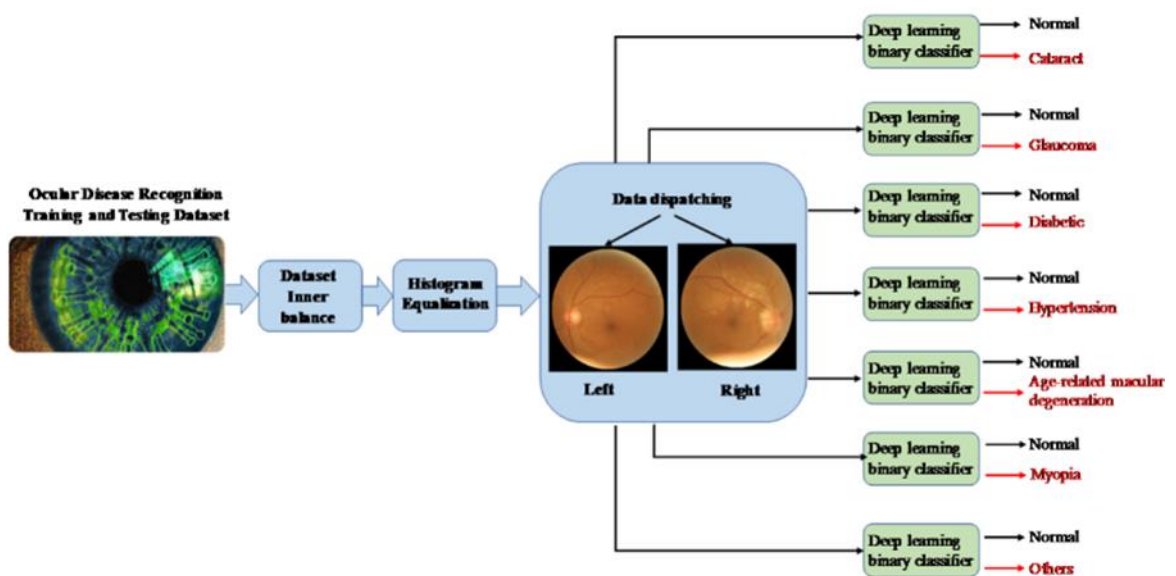 Ocular Disease Recognition
Training and Testing Dataset
Dataset
Inner
balance
Histogram
Equalization
Data dispatching
Left
Right
Deep learning
binary classifier
Normal
Cataract
Deep learning
binary classifier
Normal
Glaucoma
Deep learning
binary classifier
Normal
Diabetic
Deep learning
binary classifier
Normal
Hypertension
Deep learning
binary classifier
Normal
Age-related macular
degeneration
Deep learning
binary classifier
Normal
Myopia
Deep learning
binary classifier
Normal
Others